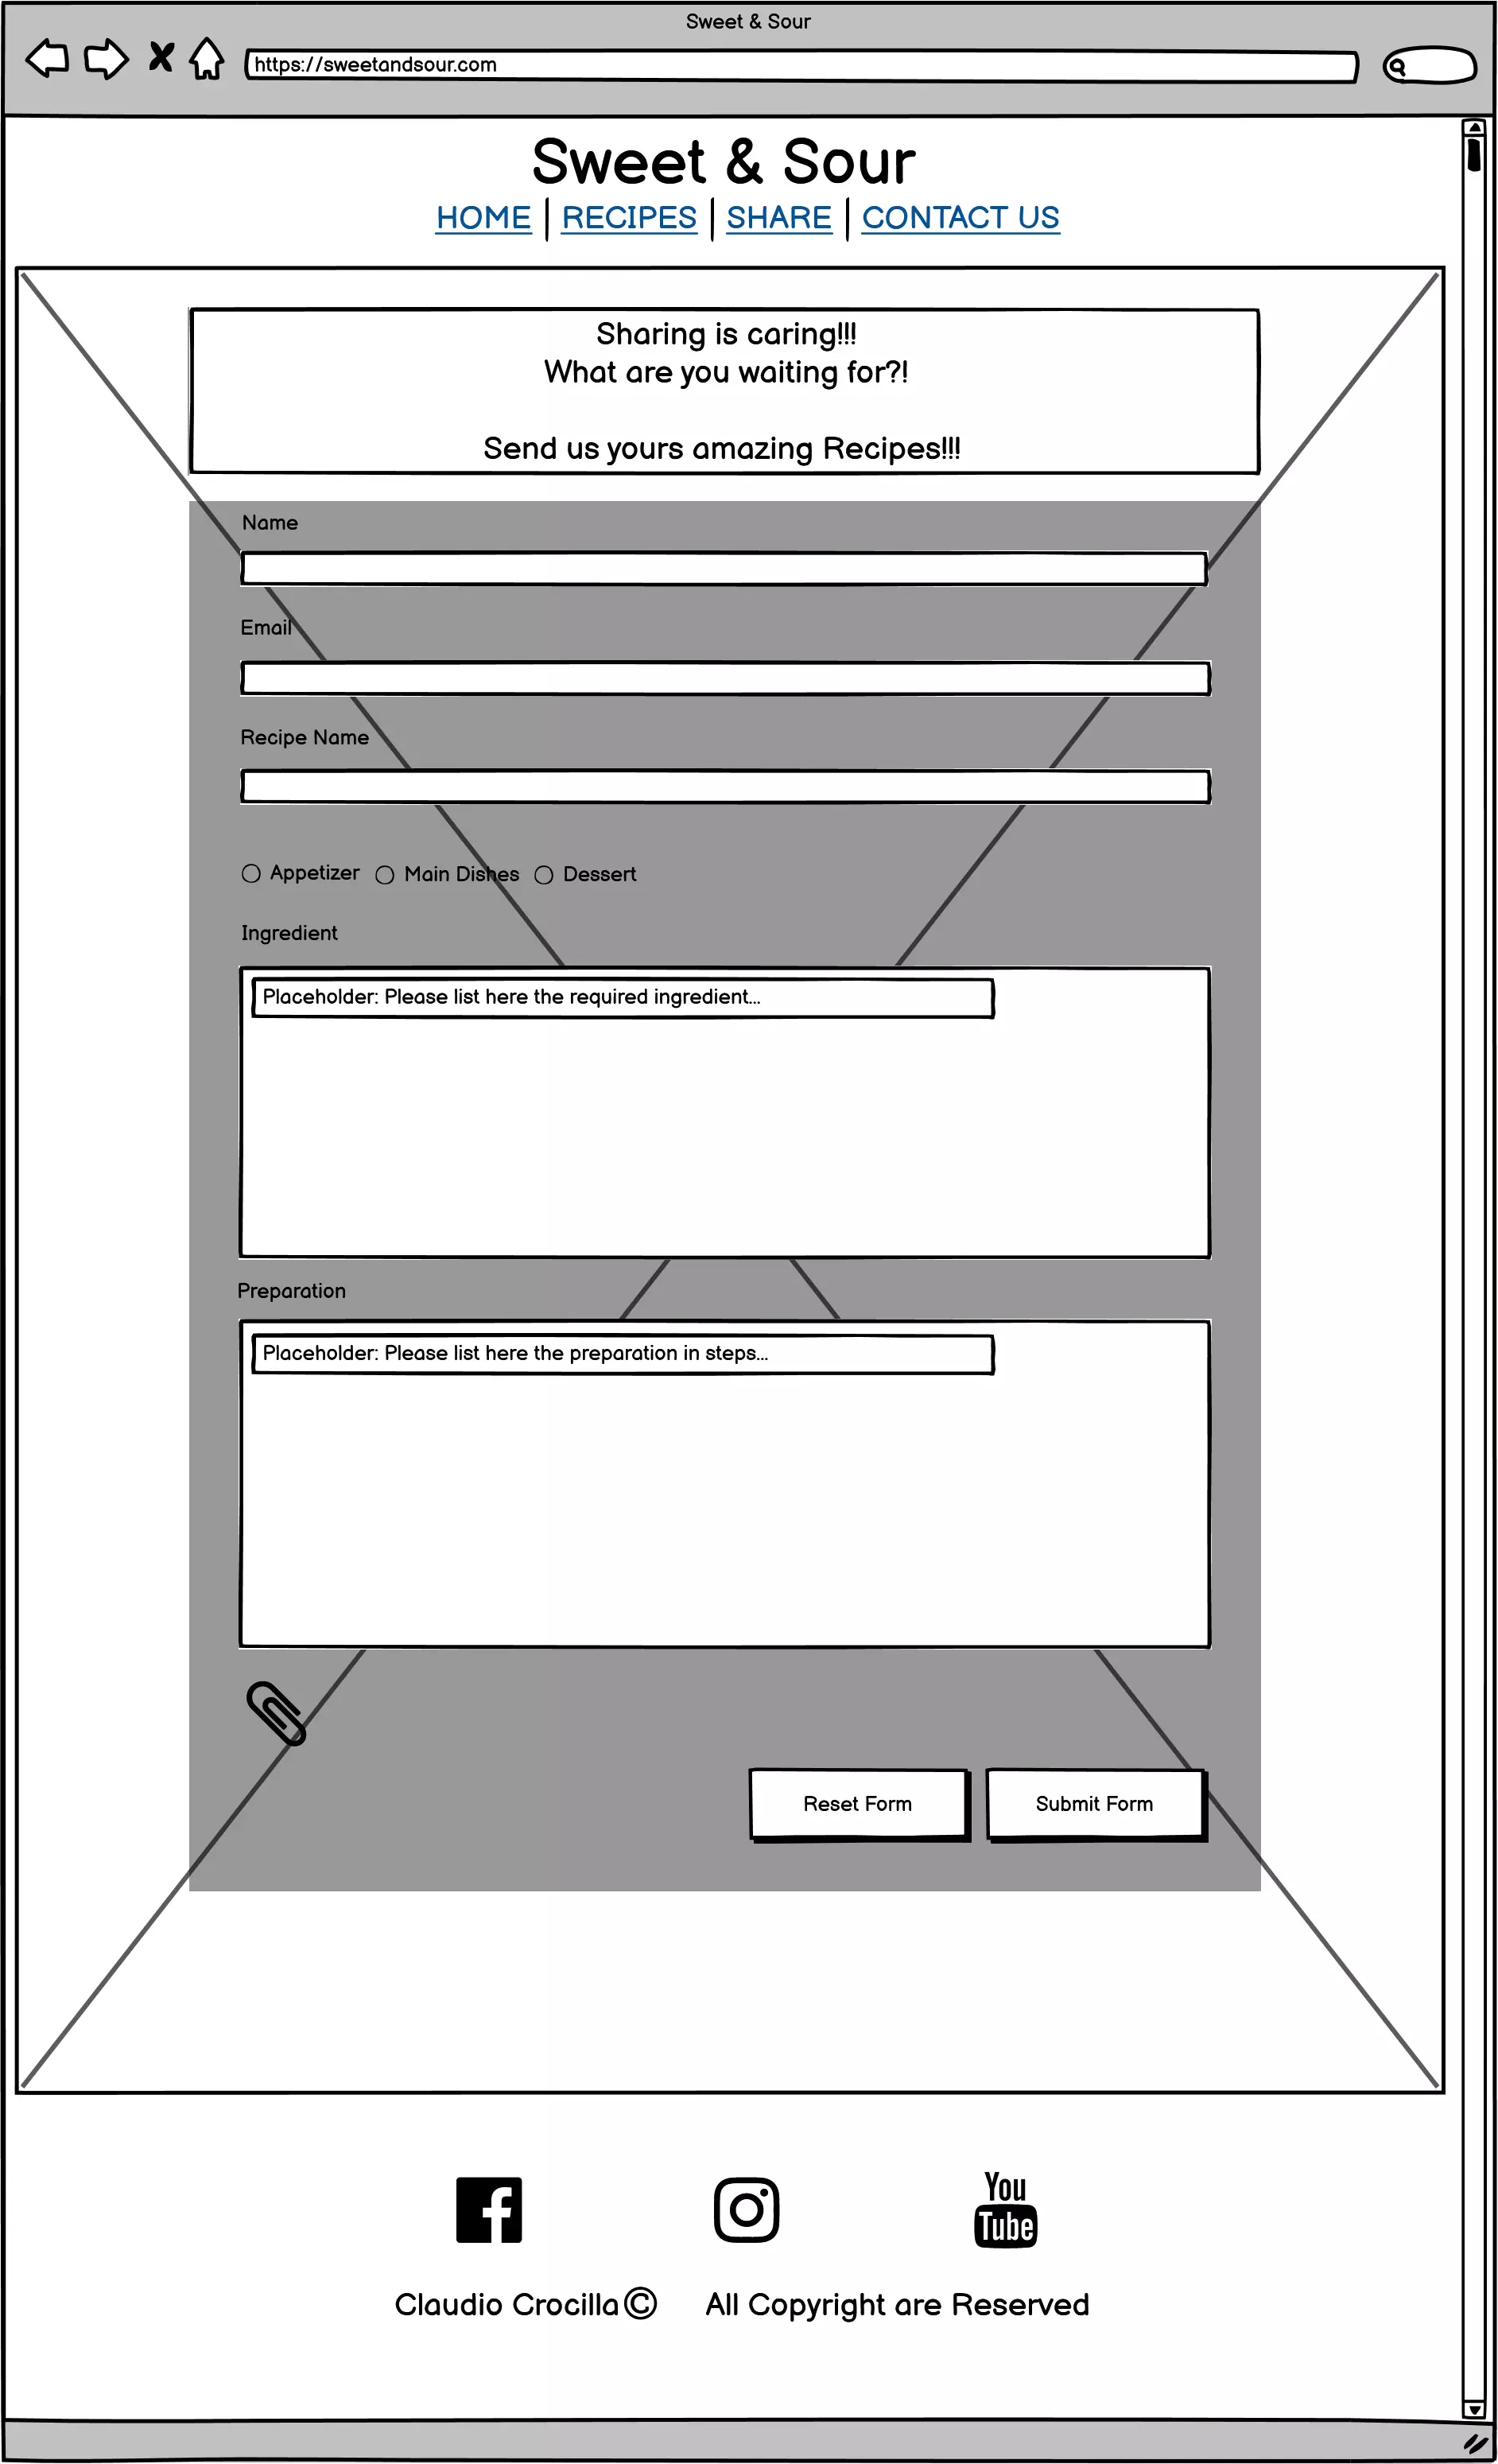 Sweet & Sour
https://sweetandsour.com
Sweet & Sour
HOME | RECIPES | SHARE | CONTACT US
Sharing is caring!!!
What are you waiting for?!
Send us yours amazing Recipes!!!
Name
Email
Recipe Name
Appetizer Main Dishes Dessert
Ingredient
Placeholder: Please list here the required ingredient...
Preparation
Placeholder: Please list here the preparation in steps...
Reset Form Submit Form
You
Tube
Claudio Crocilla © All Copyright are Reserved